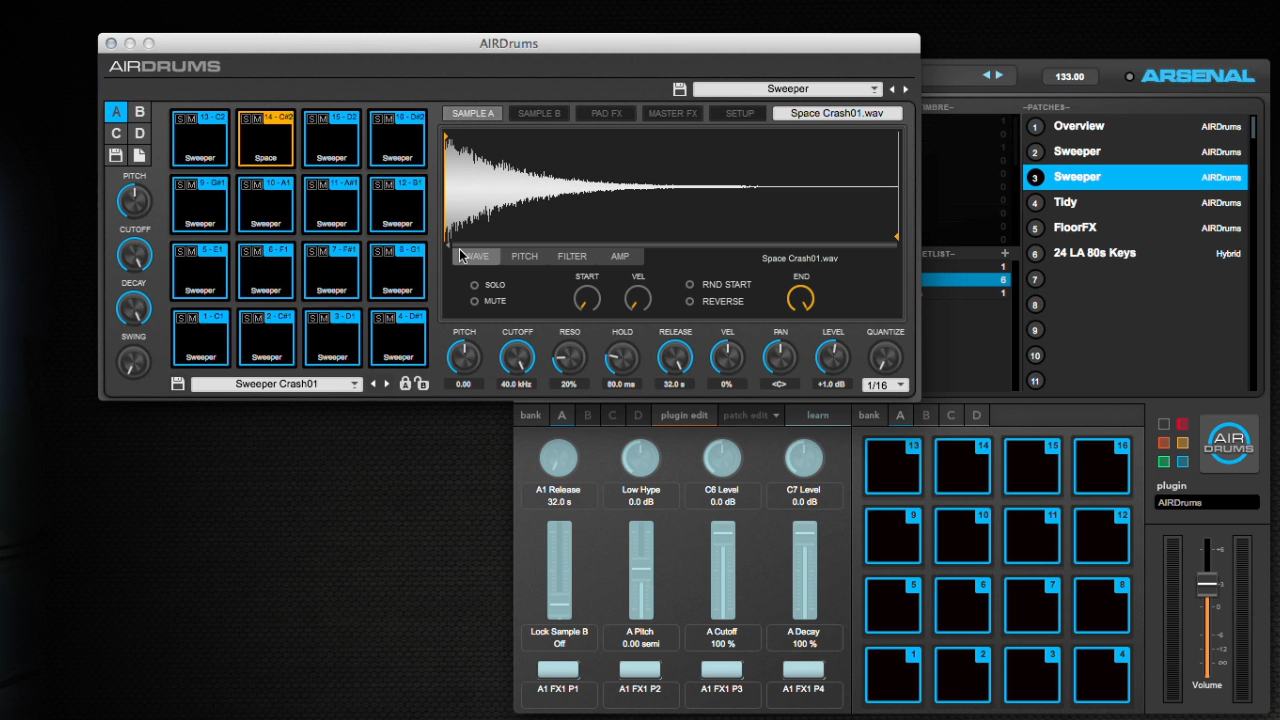 AIRDrums
AIRDRUMS
133.00
ARSENAL
Sweeper
A B
C D
SAMPLE A SAMPLE B PAD FX MASTER FX SETUP Space Crash01.wav
PITCH
CUTOFF
DECAY
SWING
S M 13 - C2 S M 14 - C#2 S M 15 - D2 S M 16 - D#2
Sweeper Space Sweeper Sweeper
S M 9 - G#1 S M 10 - A1 S M 11 - A#1 S M 12 - B1
Sweeper Sweeper Sweeper Sweeper
S M 5 - E1 S M 6 - F1 S M 7 - F#1 S M 8 - G1
Sweeper Sweeper Sweeper Sweeper
S M 1 - C1 S M 2 - C#1 S M 3 - D1 S M 4 - D#1
Sweeper Sweeper Sweeper Sweeper
Sweeper Crash01
PITCH FILTER AMP Space Crash01.wav
SOLO
MUTE
START VEL
RND START
REVERSE
END
PITCH CUTOFF RESO HOLD RELEASE VEL PAN LEVEL QUANTIZE
0.00 40.0 kHz 20% 80.0 ms 32.0 s 0% <C> +1.0 dB 1/16
-PATCHES-
1 Overview AIRDrums
2 Sweeper AIRDrums
3 Sweeper AIRDrums
4 Tidy AIRDrums
5 FloorFX AIRDrums
6 24 LA 80s Keys Hybrid
7
8
9
10
11
1
6
1
bank A B C D plugin edit patch edit learn
A1 Release Low Hype C6 Level C7 Level
32.0 s 0.0 dB 0.0 dB 0.0 dB
Lock Sample B A Pitch A Cutoff A Decay
Off 0.00 semi 100 % 100 %
A1 FX1 P1 A1 FX1 P2 A1 FX1 P3 A1 FX1 P4
bank A B C D
13 14 15 16
9 10 11 12
5 6 7 8
1 2 3 4
AIR
DRUMS
plugin
AIRDrums
Volume